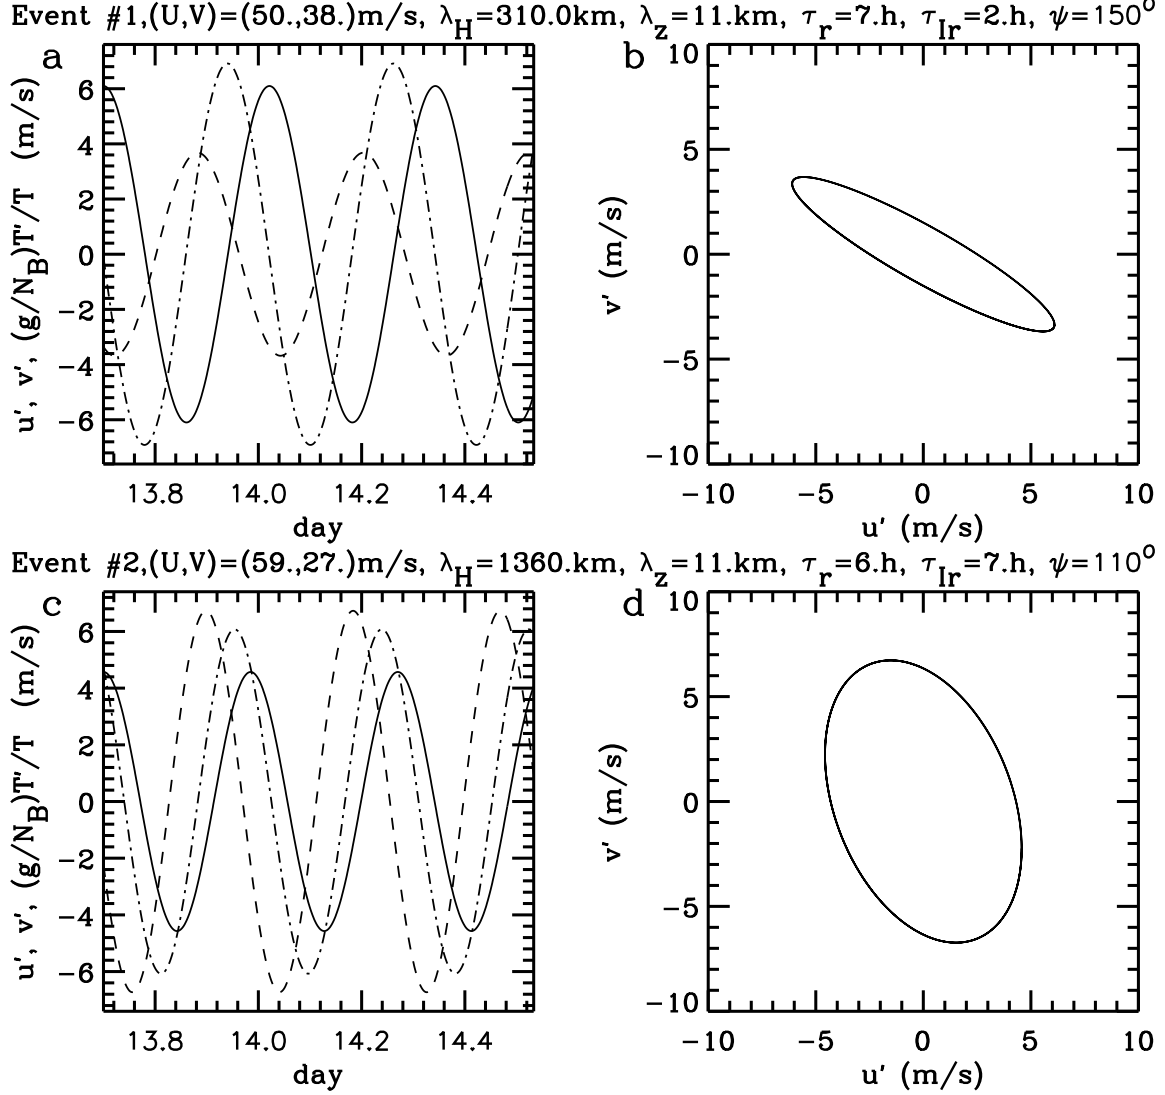 Event #1,(U,V)=(50.,38.)m/s, λH=310.0km, λz=11.km, τr=7.h, τIr=2.h, ψ=150°
a
u', v', (g/NB)T'/T (m/s)
6
4
2
0
−2
−4
−6
13.8 14.0 14.2 14.4
day
b
v' (m/s)
10
5
0
−5
−10
−10 −5 0 5 10
u' (m/s)
Event #2,(U,V)=(59.,27.)m/s, λH=1360.km, λz=11.km, τr=6.h, τIr=7.h, ψ=110°
c
u', v', (g/NB)T'/T (m/s)
6
4
2
0
−2
−4
−6
13.8 14.0 14.2 14.4
day
d
v' (m/s)
10
5
0
−5
−10
−10 −5 0 5 10
u' (m/s)